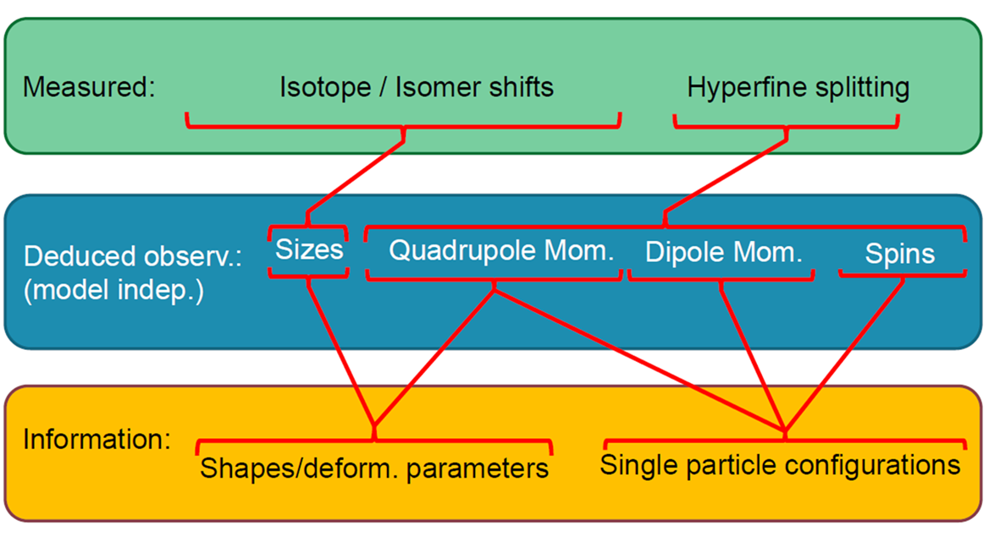 Measured:
Isotope / Isomer shifts
Hyperfine splitting
Deduced observ.:
(model indep.)
Sizes
Quadrupole Mom.
Dipole Mom.
Spins
Information:
Shapes/deform. parameters
Single particle configurations